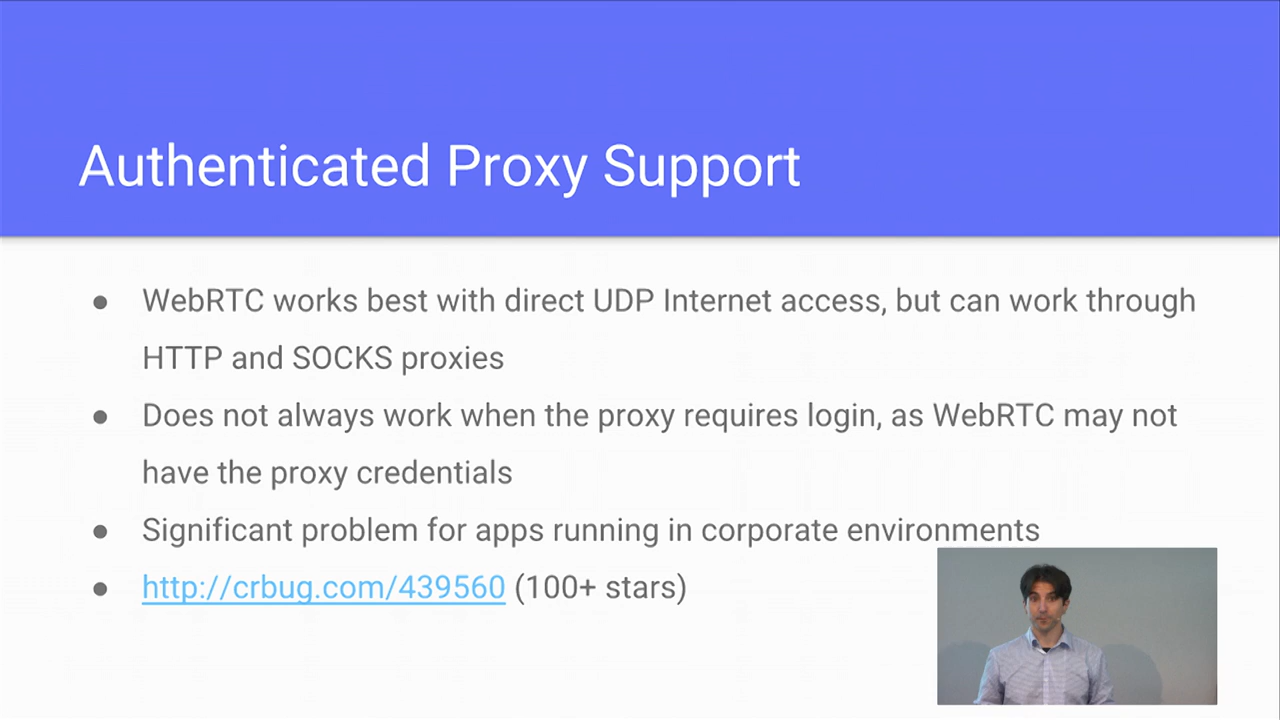 Authenticated Proxy Support
● WebRTC works best with direct UDP Internet access, but can work through
HTTP and SOCKS proxies
● Does not always work when the proxy requires login, as WebRTC may not
have the proxy credentials
● Significant problem for apps running in corporate environments
● http://crbug.com/439560 (100+ stars)